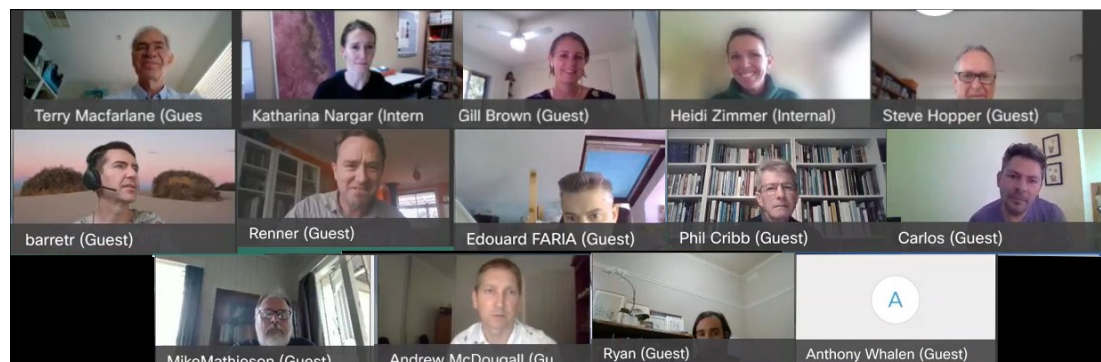 Terry Macfarlane (Gues
Katharina Nargar (Intern
Gill Brown (Guest)
Heidi Zimmer (Internal)
Steve Hopper (Guest)
barretr (Guest)
Renner (Guest)
Edouard FARIA (Guest)
Phil Cribb (Guest)
Carlos (Guest)
MikeMathieson (Guest)
Andrew McDougall (Gu
Ryan (Guest)
A
Anthony Whalen (Guest)